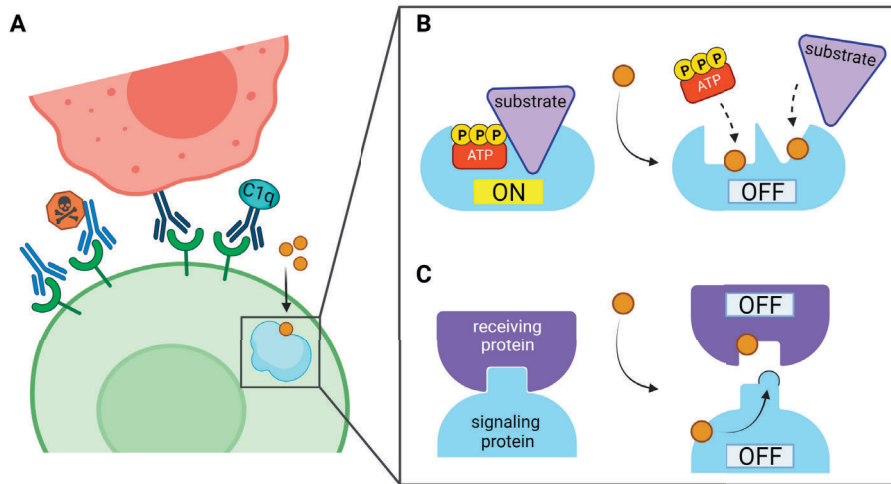 A
C1q
B
P P P
ATP
substrate
ON
P P P
ATP
substrate
OFF
C
receiving
protein
signaling
protein
OFF
OFF